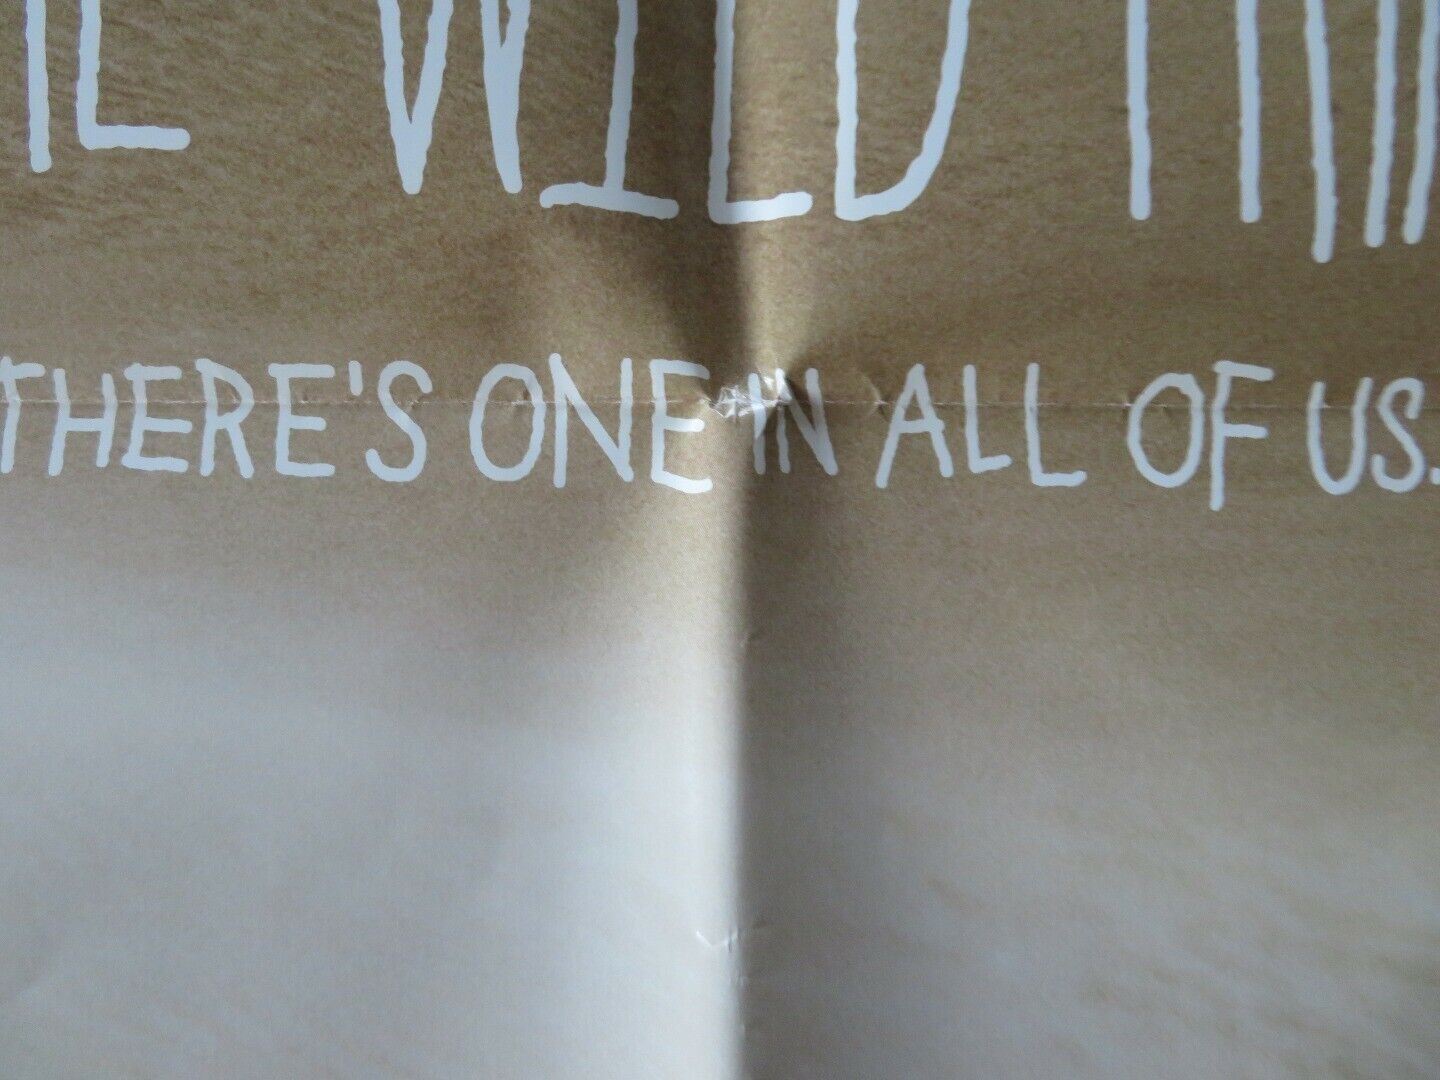 WILD
THERE'S ONE IN ALL OF US.